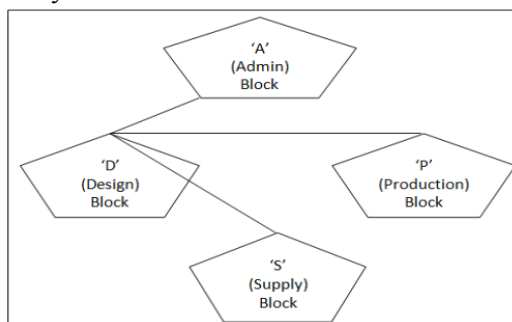 ‘A’
(Admin)
Block
‘D’
(Design)
Block
‘P’
(Production)
Block
‘S’
(Supply)
Block